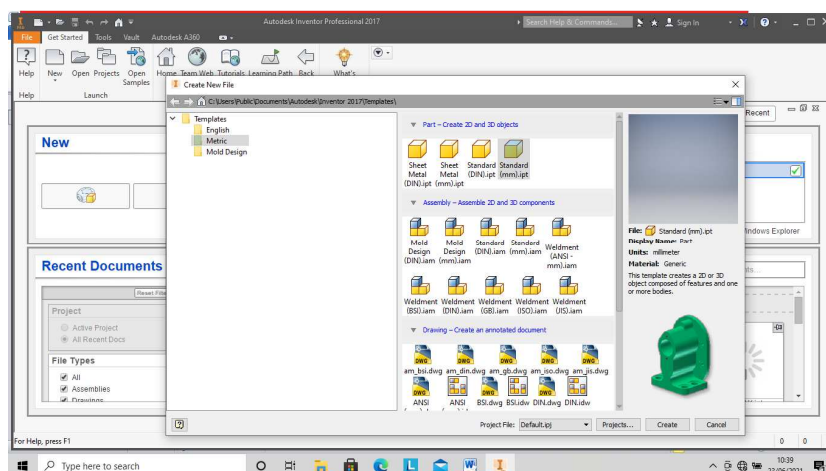 Autodesk Inventor Professional 2017
Search Help & Commands...
Sign In
File Get Started Tools Vault Autodesk A360
Help New Open Projects Open Samples Home Team Web Tutorials Learning Path Back What's
Help Launch
Create New File
C:\Users\Public\Documents\Autodesk\Inventor 2017\Templates\
Templates
English
Metric
Mold Design
Part – Create 2D and 3D objects
Sheet Metal (DIN).ipt
Sheet Metal (mm).ipt
Standard (DIN).ipt
Standard (mm).ipt
Assembly – Assemble 2D and 3D components
Mold Design (DIN).iam
Mold Design (mm).iam
Standard (DIN).iam
Standard (mm).iam
Weldment (ANSI - mm).iam
Weldment (BSI).iam
Weldment (DIN).iam
Weldment (GB).iam
Weldment (ISO).iam
Weldment (JIS).iam
Drawing – Create an annotated document
am_bsi.dwg am_din.dwg am_gb.dwg am_iso.dwg am_jis.dwg
ANSI ANSI BSI.dwg BSI.idw DIN.dwg DIN.idw
File: Standard (mm).ipt
Display Name: Part
Units: millimeter
Material: Generic
This template creates a 2D or 3D
object composed of features and one
or more bodies.
Project File: Default.ipj
Projects...
Create
Cancel
New
Recent
Windows Explorer
Recent Documents
Project
Active Project
All Recent Docs
File Types
All
Assemblies
Drawings
For Help, press F1
0 0
Type here to search
10:39
22/06/2021